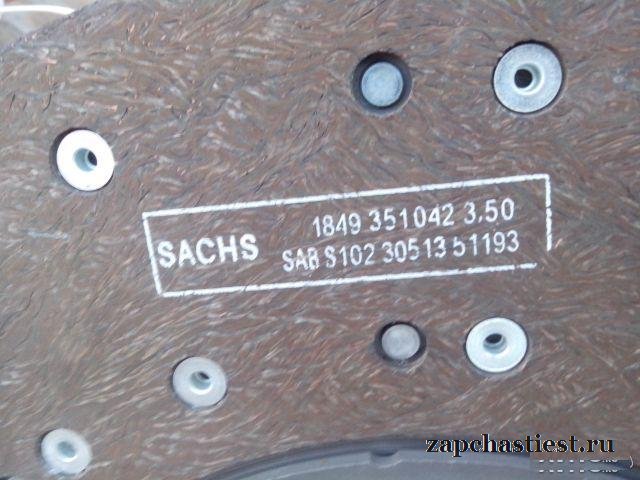 SACHS
1849 351042 3.50
SAB S102 30513 51193
zapchastiest.ru